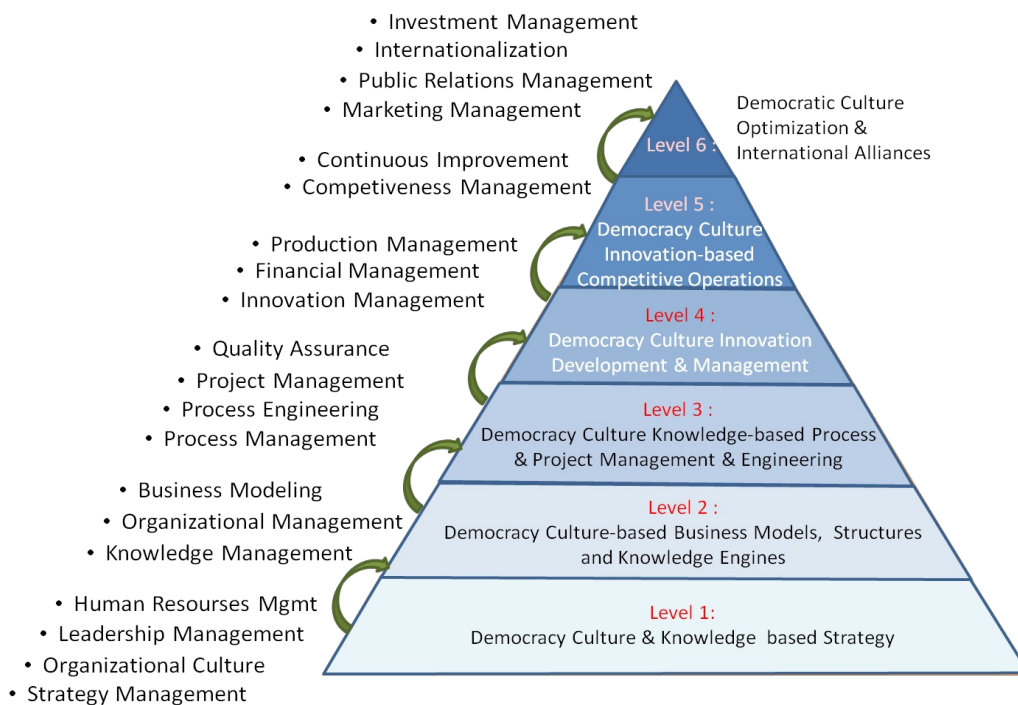 • Investment Management
• Internationalization
• Public Relations Management
• Marketing Management
Level 6 :
Democratic Culture
Optimization &
International Alliances
• Continuous Improvement
• Competiveness Management
Level 5 :
Democracy Culture
Innovation-based
Competitive Operations
• Production Management
• Financial Management
• Innovation Management
Level 4 :
Democracy Culture Innovation
Development & Management
• Quality Assurance
• Project Management
• Process Engineering
• Process Management
Level 3 :
Democracy Culture Knowledge-based Process
& Project Management & Engineering
• Business Modeling
• Organizational Management
• Knowledge Management
Level 2 :
Democracy Culture-based Business Models, Structures
and Knowledge Engines
• Human Resourses Mgmt
• Leadership Management
• Organizational Culture
• Strategy Management
Level 1:
Democracy Culture & Knowledge based Strategy